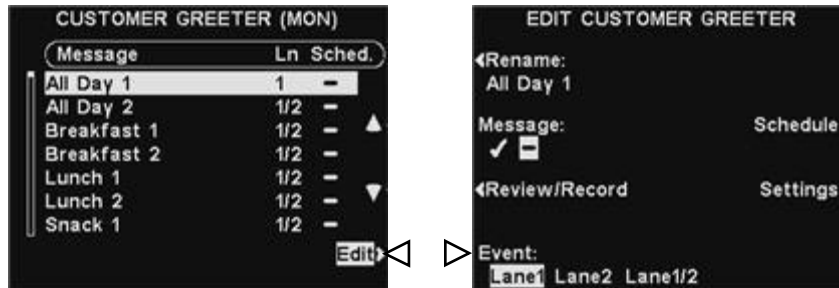 CUSTOMER GREETER (MON)
Message Ln Sched.
All Day 1 1 –
All Day 2 1/2 –
Breakfast 1 1/2 –
Breakfast 2 1/2 –
Lunch 1 1/2 –
Lunch 2 1/2 –
Snack 1 1/2 –
Edit
EDIT CUSTOMER GREETER
Rename:
All Day 1
Message: Schedule
✓ –
Review/Record Settings
Event:
Lane1 Lane2 Lane1/2